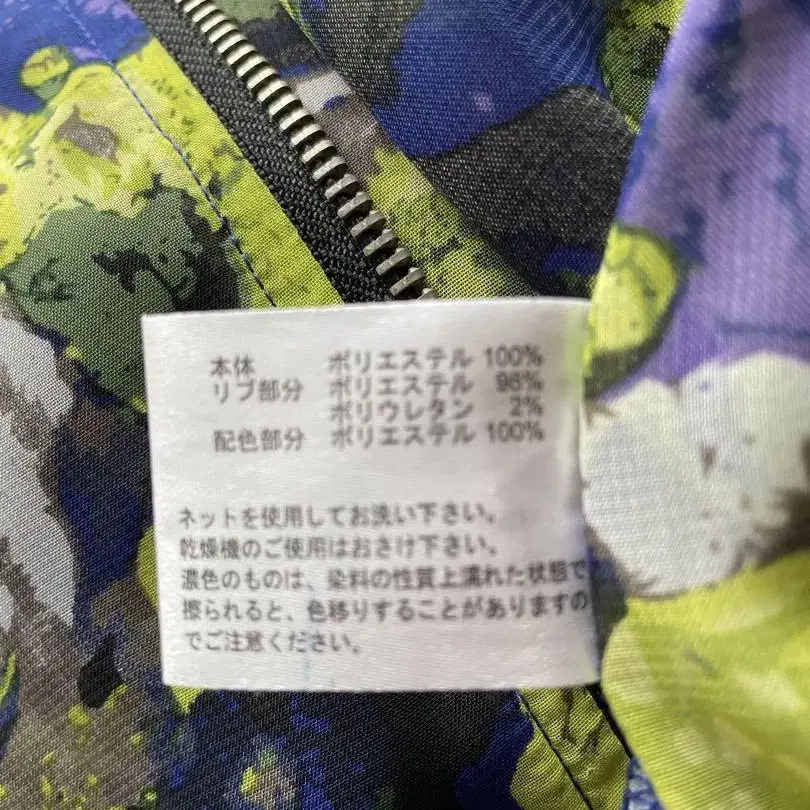 本体 ポリエステル 100%
リブ部分 ポリエステル 98%
ポリウレタン 2%
配色部分 ポリエステル 100%
ネットを使用してお洗い下さい。
乾燥機のご使用はおさけ下さい。
濃色のものは、染料の性質上濡れた状態で
擦られると、色移りすることがありますの
でご注意ください。